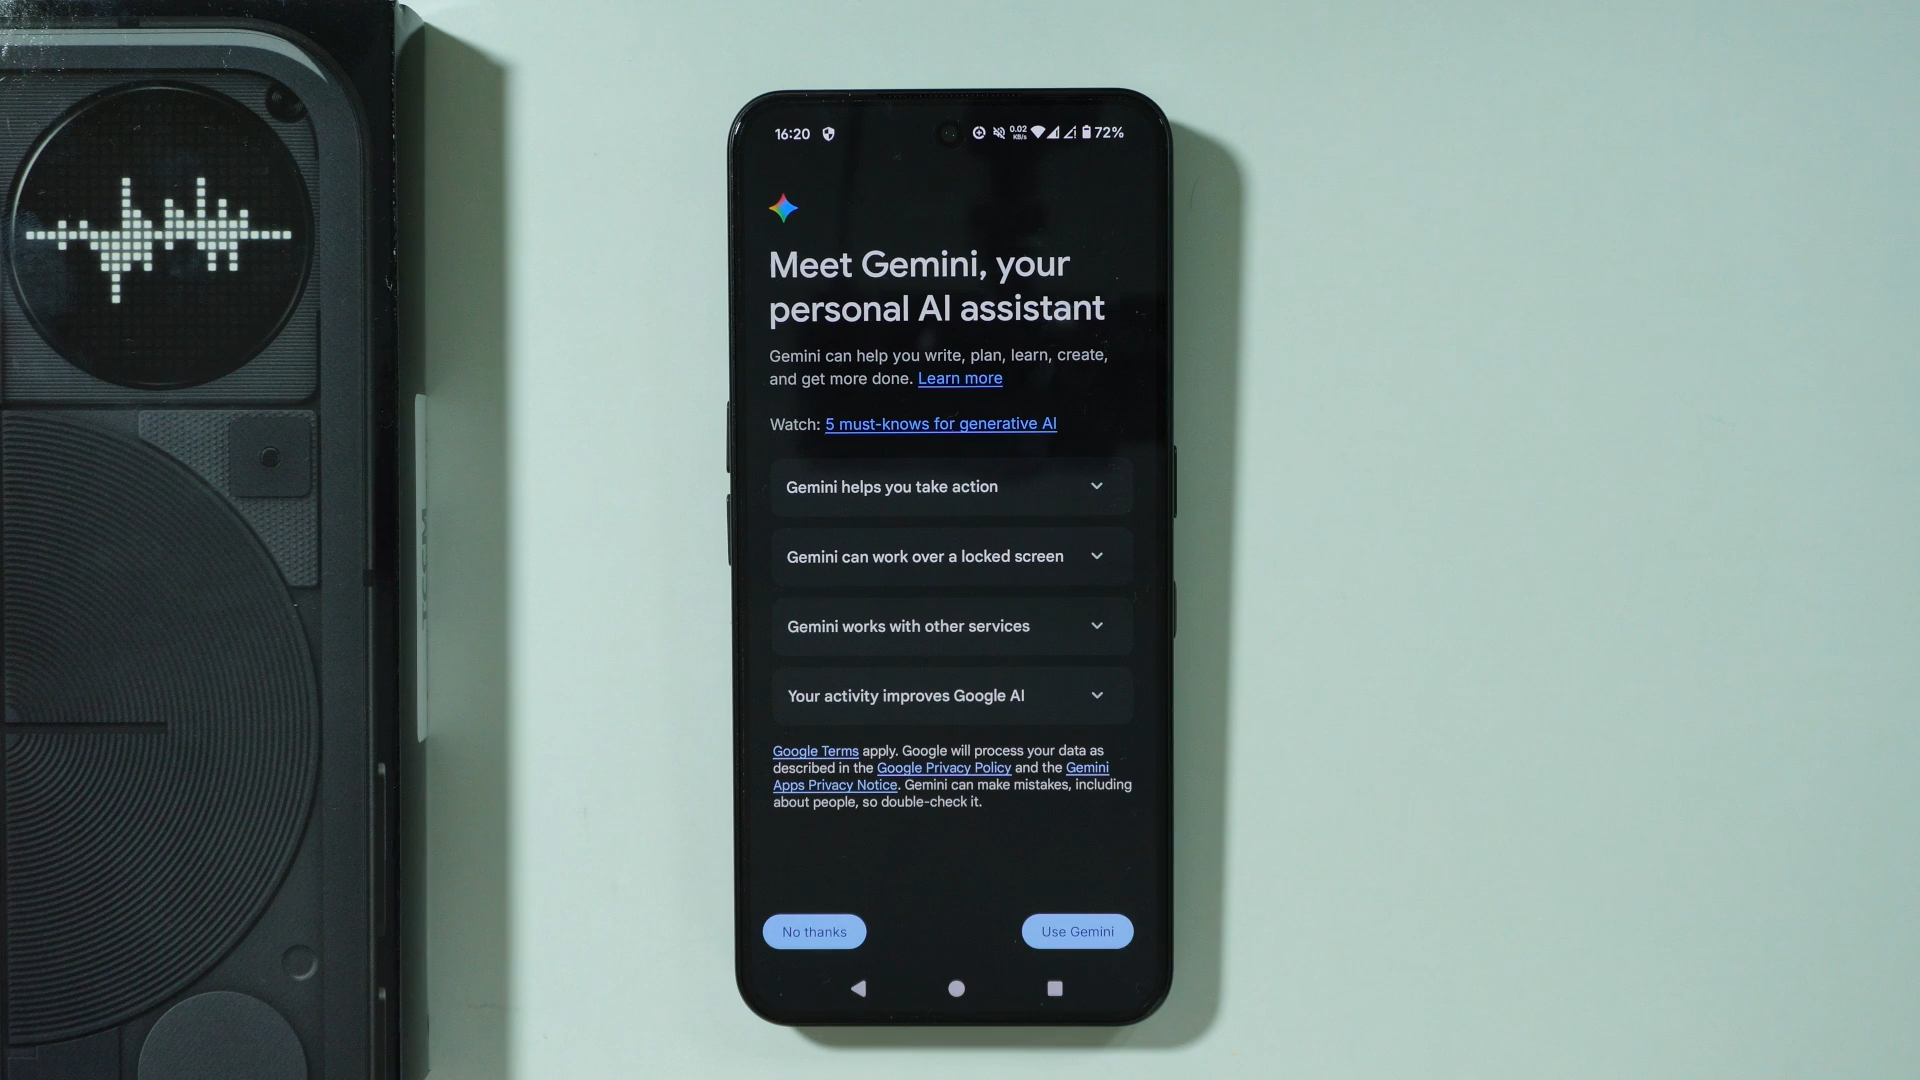 16:20
0.02
KB/s
72%
Meet Gemini, your
personal AI assistant
Gemini can help you write, plan, learn, create,
and get more done. Learn more
Watch: 5 must-knows for generative AI
Gemini helps you take action
Gemini can work over a locked screen
Gemini works with other services
Your activity improves Google AI
Google Terms apply. Google will process your data as
described in the Google Privacy Policy and the Gemini
Apps Privacy Notice. Gemini can make mistakes, including
about people, so double-check it.
No thanks
Use Gemini